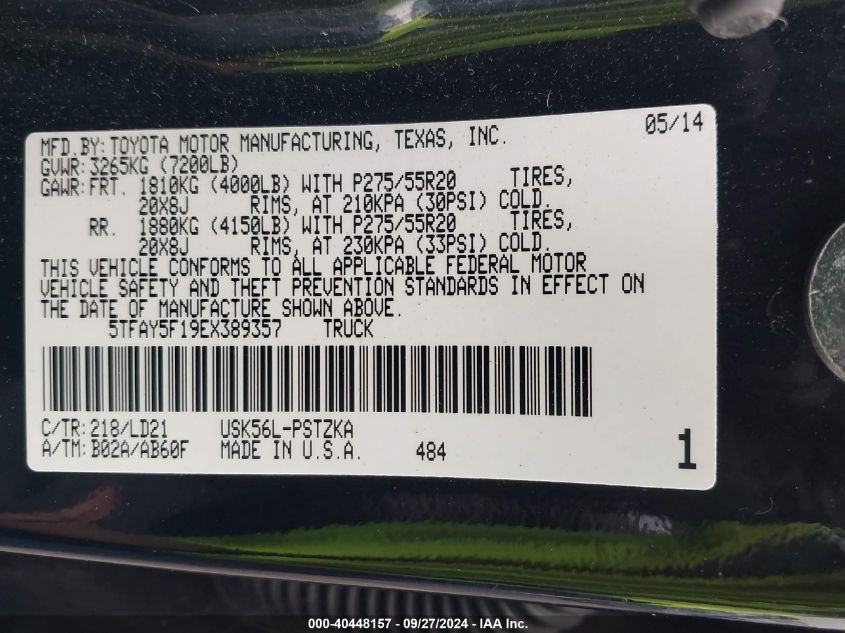 05/14
MFD.BY: TOYOTA MOTOR MANUFACTURING, TEXAS, INC.
GVWR: 3265KG (7200LB)
GAWR: FRT. 1810KG (4000LB) WITH P275/55R20 TIRES,
20X8J RIMS, AT 210KPA (30PSI) COLD.
RR. 1880KG (4150LB) WITH P275/55R20 TIRES,
20X8J RIMS, AT 230KPA (33PSI) COLD.
THIS VEHICLE CONFORMS TO ALL APPLICABLE FEDERAL MOTOR
VEHICLE SAFETY AND THEFT PREVENTION STANDARDS IN EFFECT ON
THE DATE OF MANUFACTURE SHOWN ABOVE.
5TFAY5F19EX389357 TRUCK
C/TR: 218/LD21 USK56L-PSTZKA
A/TM: B02A/AB60F MADE IN U.S.A. 484 1
000-40448157 - 09/27/2024 - IAA Inc.